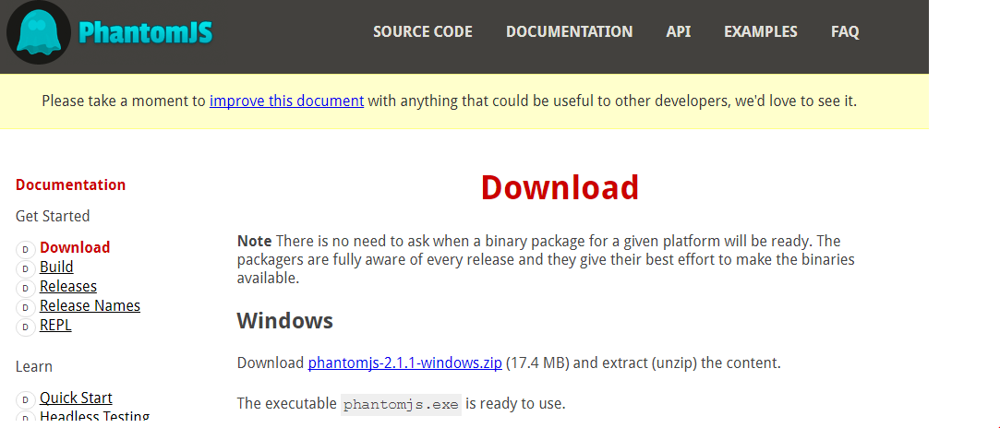 PhantomJS
SOURCE CODE DOCUMENTATION API EXAMPLES FAQ
Please take a moment to improve this document with anything that could be useful to other developers, we'd love to see it.
Documentation
Get Started
D Download
D Build
D Releases
D Release Names
D REPL
Learn
D Quick Start
D Headless Testing
Download
Note There is no need to ask when a binary package for a given platform will be ready. The
packagers are fully aware of every release and they give their best effort to make the binaries
available.
Windows
Download phantomjs-2.1.1-windows.zip (17.4 MB) and extract (unzip) the content.
The executable phantomjs.exe is ready to use.